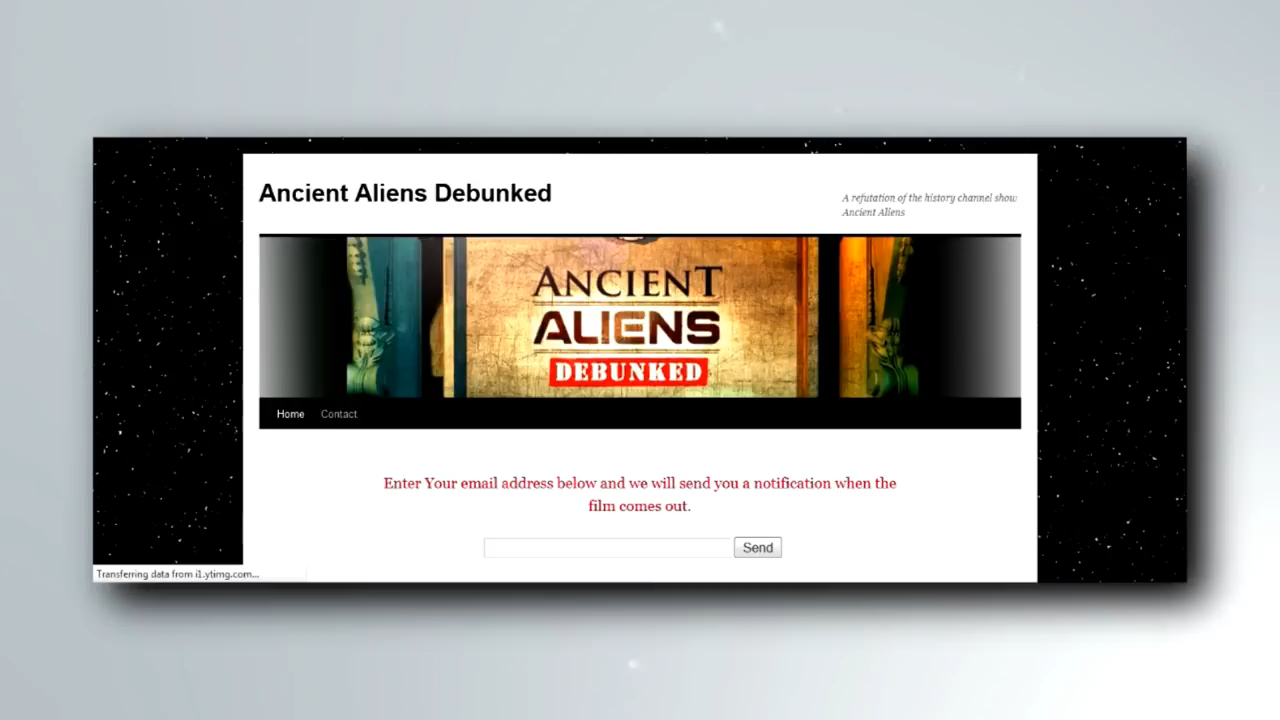 Ancient Aliens Debunked
A refutation of the history channel show
Ancient Aliens
ANCIENT
ALIENS
DEBUNKED
Home Contact
Enter Your email address below and we will send you a notification when the
film comes out.
Send
Transferring data from i1.ytimg.com...